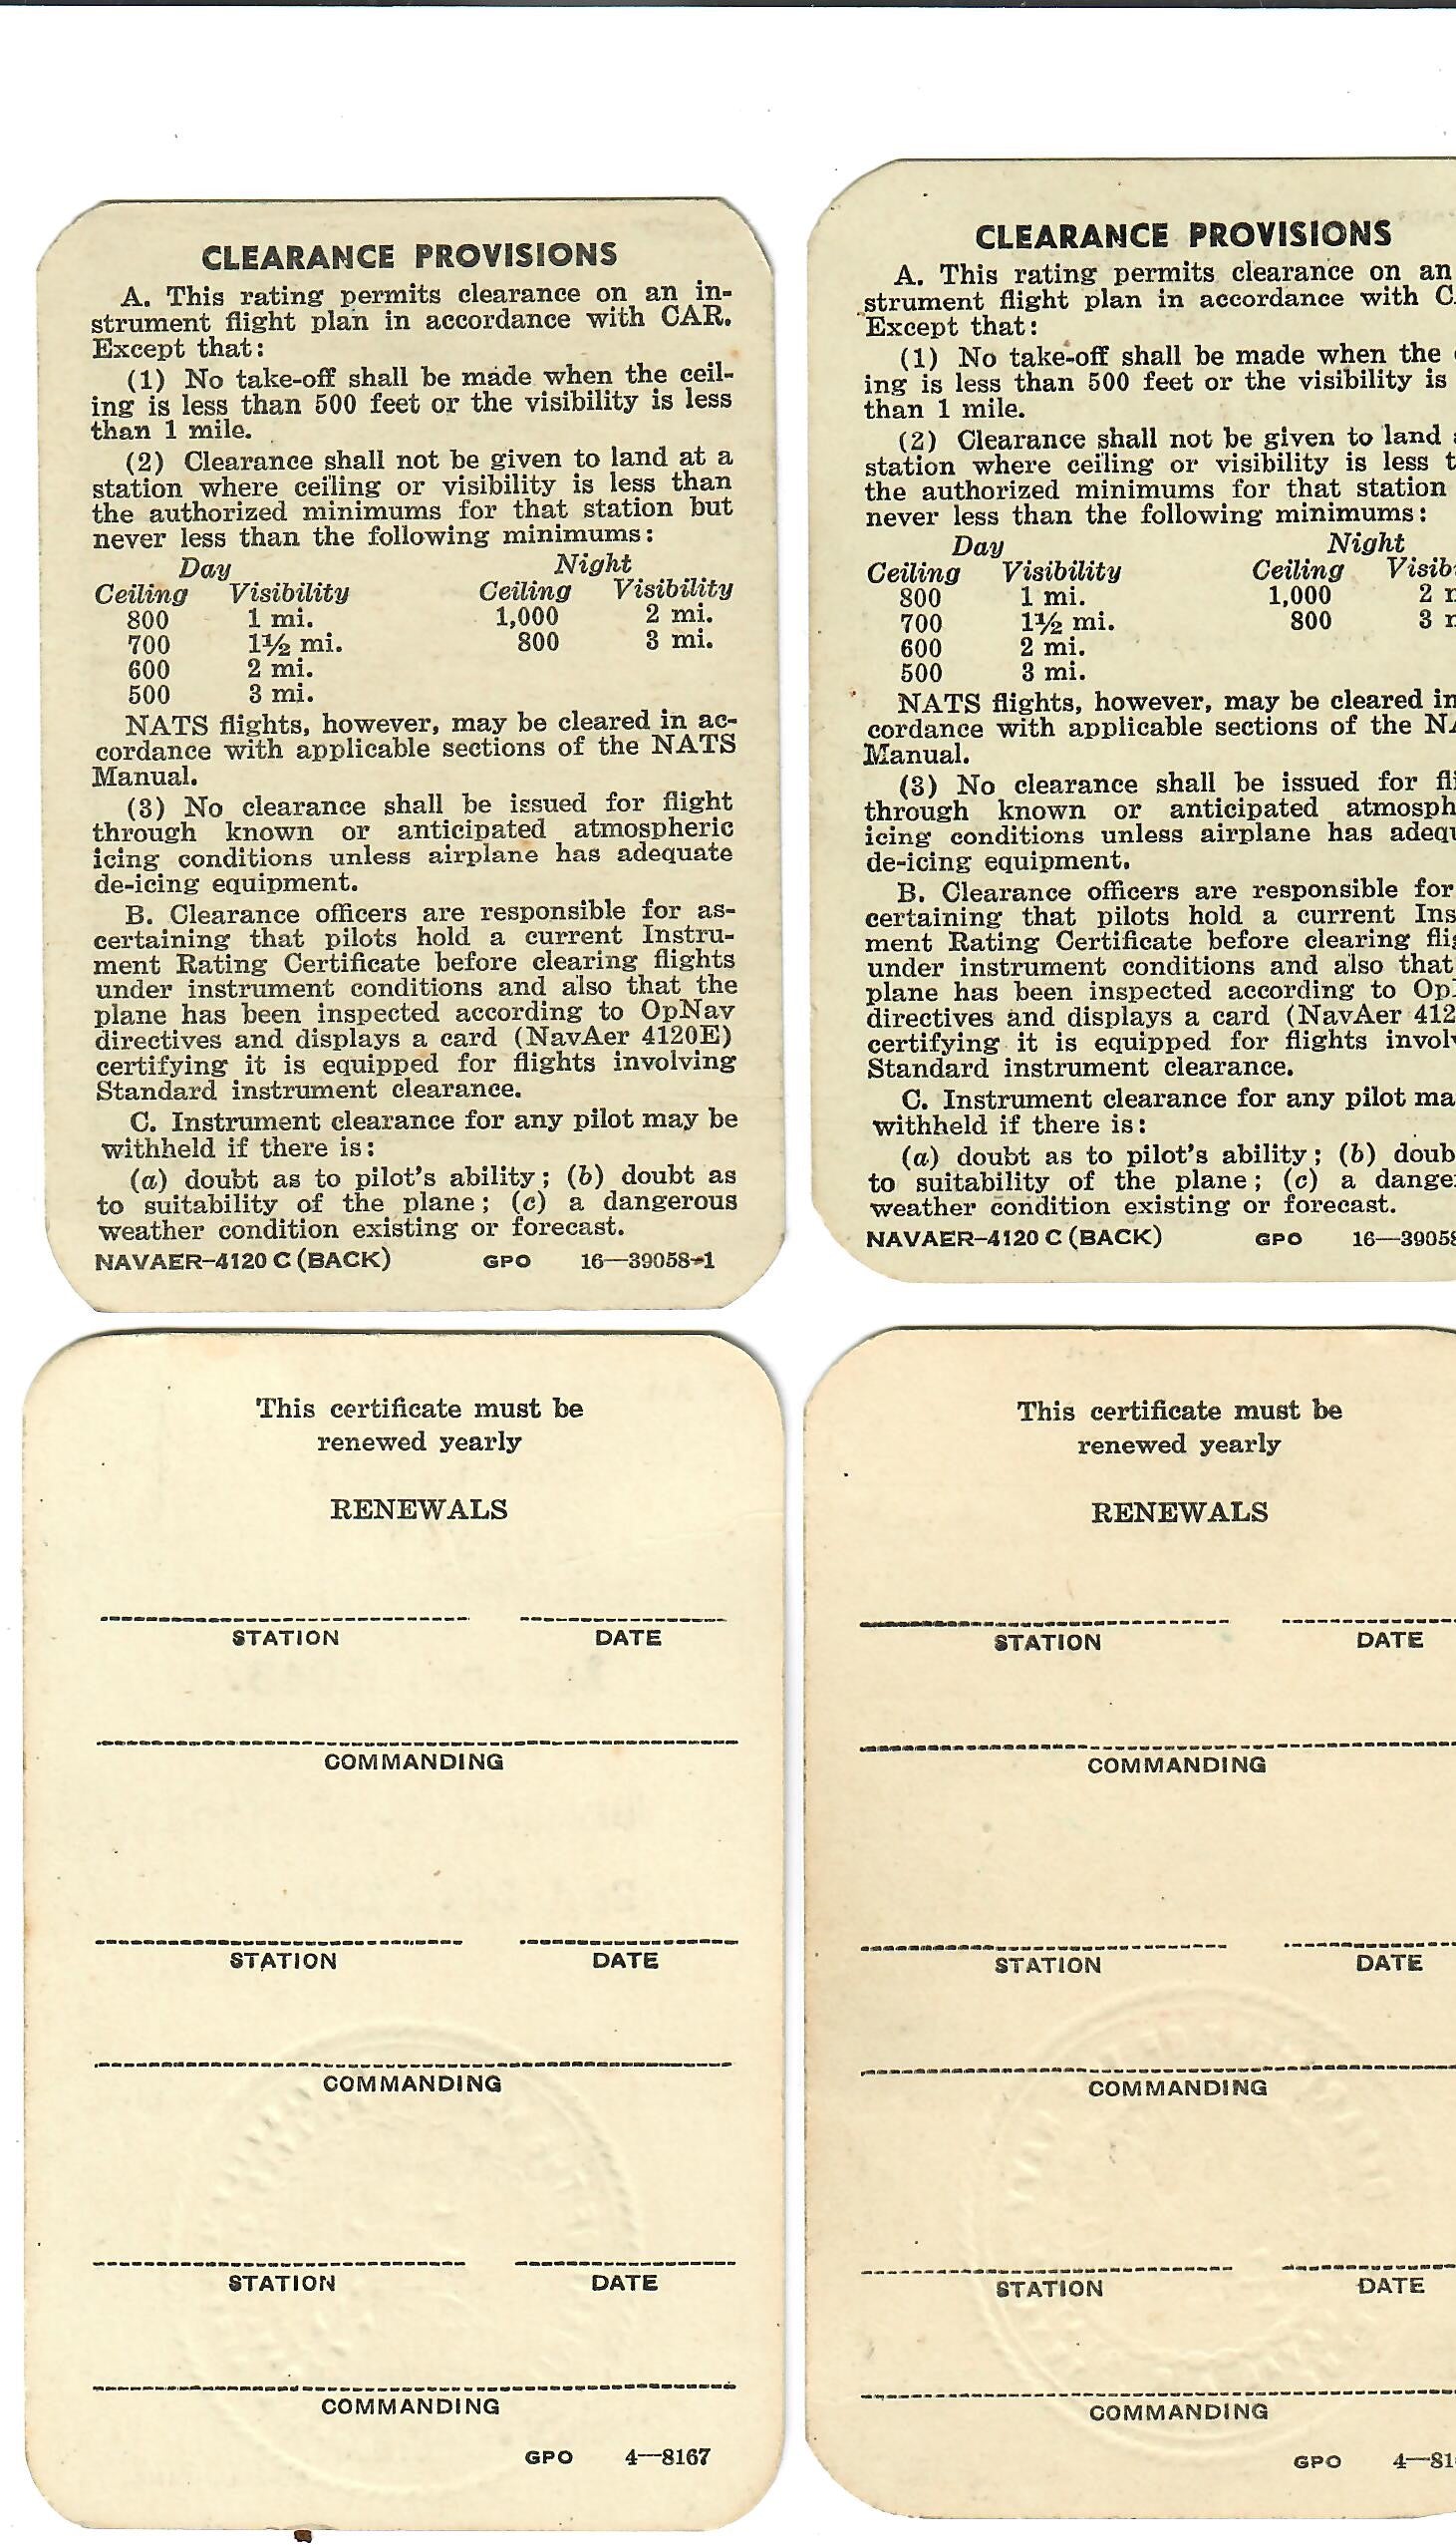 CLEARANCE PROVISIONS
A. This rating permits clearance on an in-
strument flight plan in accordance with CAR.
Except that:
(1) No take-off shall be made when the ceil-
ing is less than 500 feet or the visibility is less
than 1 mile.
(2) Clearance shall not be given to land at a
station where ceiling or visibility is less than
the authorized minimums for that station but
never less than the following minimums:
Day Night
Ceiling Visibility Ceiling Visibility
800 1 mi. 1,000 2 mi.
700 1½ mi. 800 3 mi.
600 2 mi.
500 3 mi.
NATS flights, however, may be cleared in ac-
cordance with applicable sections of the NATS
Manual.
(3) No clearance shall be issued for flight
through known or anticipated atmospheric
icing conditions unless airplane has adequate
de-icing equipment.
B. Clearance officers are responsible for as-
certaining that pilots hold a current Instru-
ment Rating Certificate before clearing flights
under instrument conditions and also that the
plane has been inspected according to OpNav
directives and displays a card (NavAer 4120E)
certifying it is equipped for flights involving
Standard instrument clearance.
C. Instrument clearance for any pilot may be
withheld if there is:
(a) doubt as to pilot's ability; (b) doubt as
to suitability of the plane; (c) a dangerous
weather condition existing or forecast.
NAVAER-4120 C (BACK) GPO 16—39058-1
CLEARANCE PROVISIONS
A. This rating permits clearance on an
strument flight plan in accordance with C
Except that:
(1) No take-off shall be made when the
ing is less than 500 feet or the visibility is
than 1 mile.
(2) Clearance shall not be given to land
station where ceiling or visibility is less t
the authorized minimums for that station
never less than the following minimums:
Day Night
Ceiling Visibility Ceiling Visib
800 1 mi. 1,000 2
700 1½ mi. 800 3
600 2 mi.
500 3 mi.
NATS flights, however, may be cleared in
cordance with applicable sections of the NA
Manual.
(3) No clearance shall be issued for fli
through known or anticipated atmosph
icing conditions unless airplane has adequ
de-icing equipment.
B. Clearance officers are responsible for
certaining that pilots hold a current Ins
ment Rating Certificate before clearing flig
under instrument conditions and also that
plane has been inspected according to Op
directives and displays a card (NavAer 412
certifying it is equipped for flights invol
Standard instrument clearance.
C. Instrument clearance for any pilot ma
withheld if there is:
(a) doubt as to pilot's ability; (b) doub
to suitability of the plane; (c) a dange
weather condition existing or forecast.
NAVAER-4120 C (BACK) GPO 16—39058
This certificate must be
renewed yearly
RENEWALS
STATION DATE
COMMANDING
STATION DATE
COMMANDING
STATION DATE
COMMANDING
GPO 4—8167
This certificate must be
renewed yearly
RENEWALS
STATION DATE
COMMANDING
STATION DATE
COMMANDING
STATION DATE
COMMANDING
GPO 4—81